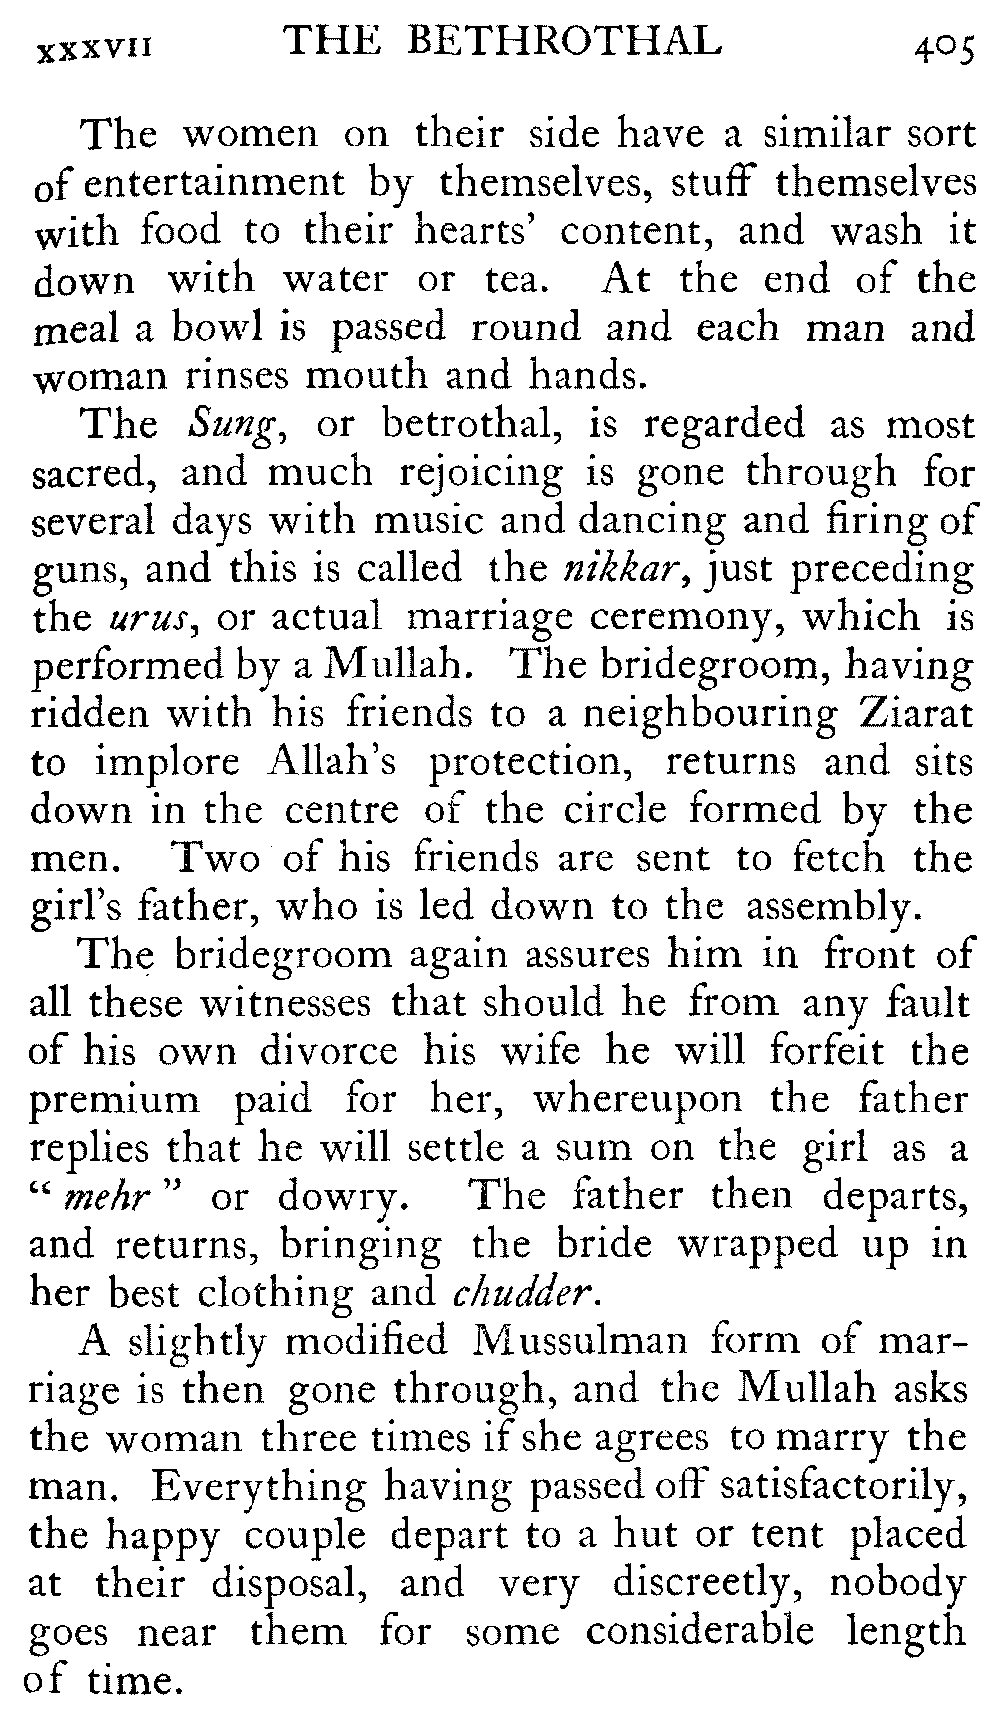 xxxvii THE BETHROTHAL 405
The women on their side have a similar sort
of entertainment by themselves, stuff themselves
with food to their hearts' content, and wash it
down with water or tea. At the end of the
meal a bowl is passed round and each man and
woman rinses mouth and hands.
The Sung, or betrothal, is regarded as most
sacred, and much rejoicing is gone through for
several days with music and dancing and firing of
guns, and this is called the nikkar, just preceding
the urus, or actual marriage ceremony, which is
performed by a Mullah. The bridegroom, having
ridden with his friends to a neighbouring Ziarat
to implore Allah's protection, returns and sits
down in the centre of the circle formed by the
men. Two of his friends are sent to fetch the
girl's father, who is led down to the assembly.
The bridegroom again assures him in front of
all these witnesses that should he from any fault
of his own divorce his wife he will forfeit the
premium paid for her, whereupon the father
replies that he will settle a sum on the girl as a
“ mehr ” or dowry. The father then departs,
and returns, bringing the bride wrapped up in
her best clothing and chudder.
A slightly modified Mussulman form of mar-
riage is then gone through, and the Mullah asks
the woman three times if she agrees to marry the
man. Everything having passed off satisfactorily,
the happy couple depart to a hut or tent placed
at their disposal, and very discreetly, nobody
goes near them for some considerable length
of time.